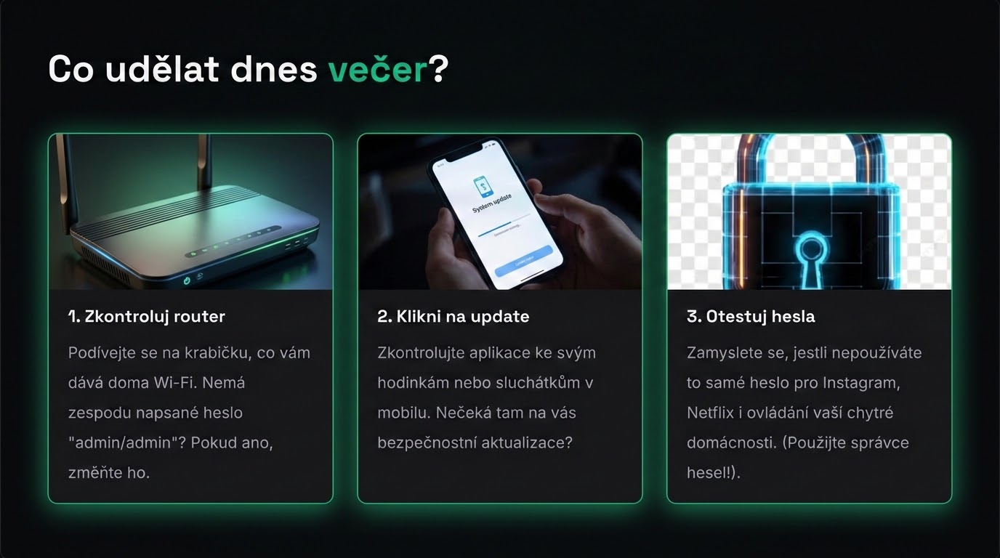 Co udělat dnes večer?
System update
1. Zkontroluj router
Podívejte se na krabičku, co vám
dává doma Wi-Fi. Nemá
zespodu napsané heslo
"admin/admin"? Pokud ano,
změňte ho.
2. Klikni na update
Zkontrolujte aplikace ke svým
hodinkám nebo sluchátkům v
mobilu. Nečeká tam na vás
bezpečnostní aktualizace?
3. Otestuj hesla
Zamyslete se, jestli nepoužíváte
to samé heslo pro Instagram,
Netflix i ovládání vaší chytré
domácnosti. (Použijte správce
hesel!).